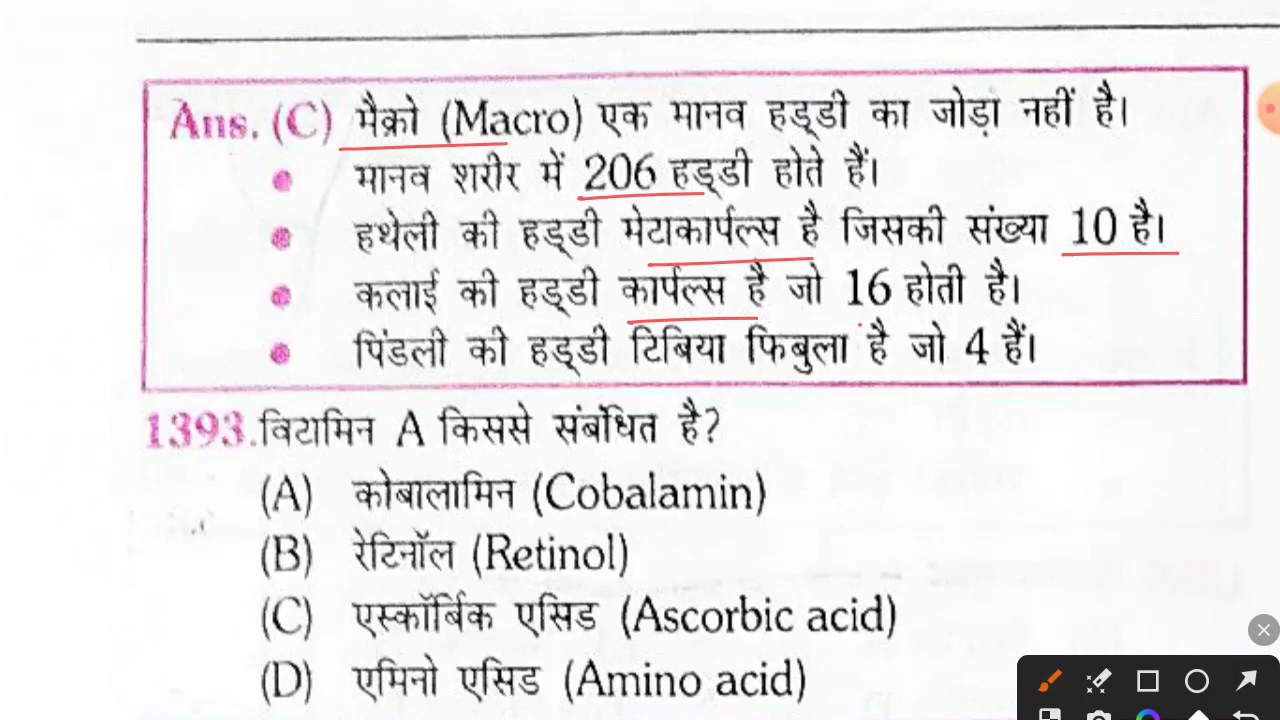 Ans. (C) मैक्रो (Macro) एक मानव हड्डी का जोड़ा नहीं है।
मानव शरीर में 206 हड्डी होते हैं।
हथेली की हड्डी मेटाकार्पल्स है जिसकी संख्या 10 है।
कलाई की हड्डी कार्पल्स है जो 16 होती है।
पिंडली की हड्डी टिबिया फिबुला है जो 4 हैं।
1393. विटामिन A किससे संबंधित है?
(A) कोबालामिन (Cobalamin)
(B) रेटिनॉल (Retinol)
(C) एस्कॉर्बिक एसिड (Ascorbic acid)
(D) एमिनो एसिड (Amino acid)